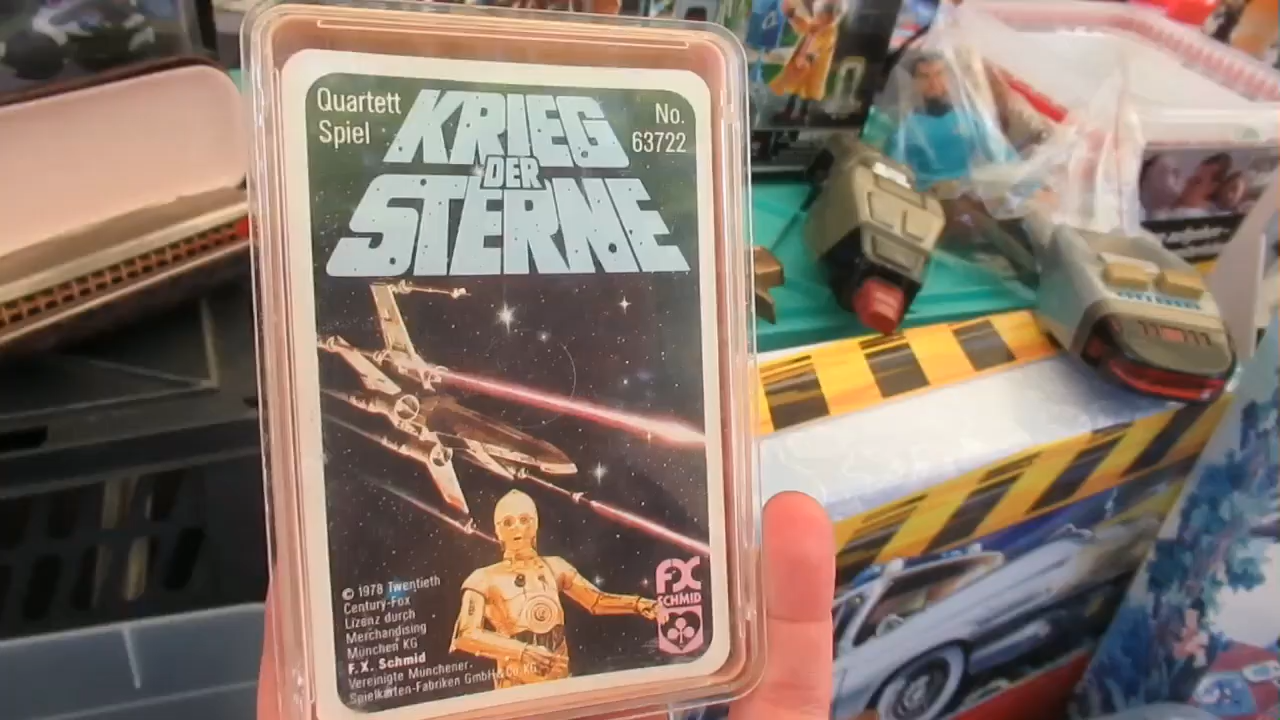 Quartett
Spiel
KRIEG
DER
STERNE
No.
63722
© 1978 Twentieth
Century-Fox
Lizenz durch
Merchandising
München KG
F.X. Schmid
Vereinigte Münchener
Spielkarten-Fabriken GmbH & Co. KG
FX
SCHMID